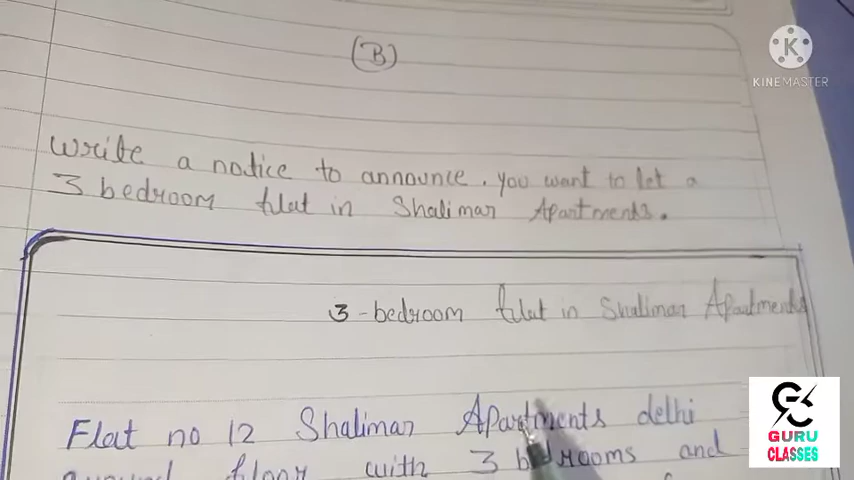 (B)
KINEMASTER
Write a notice to announce. You want to let a
3 bedroom flat in Shalimar Apartments.
3-bedroom flat in Shalimar Apartments
Flat no 12 Shalimar Apartments delhi
ground floor with 3 bedrooms and
GURU
CLASSES